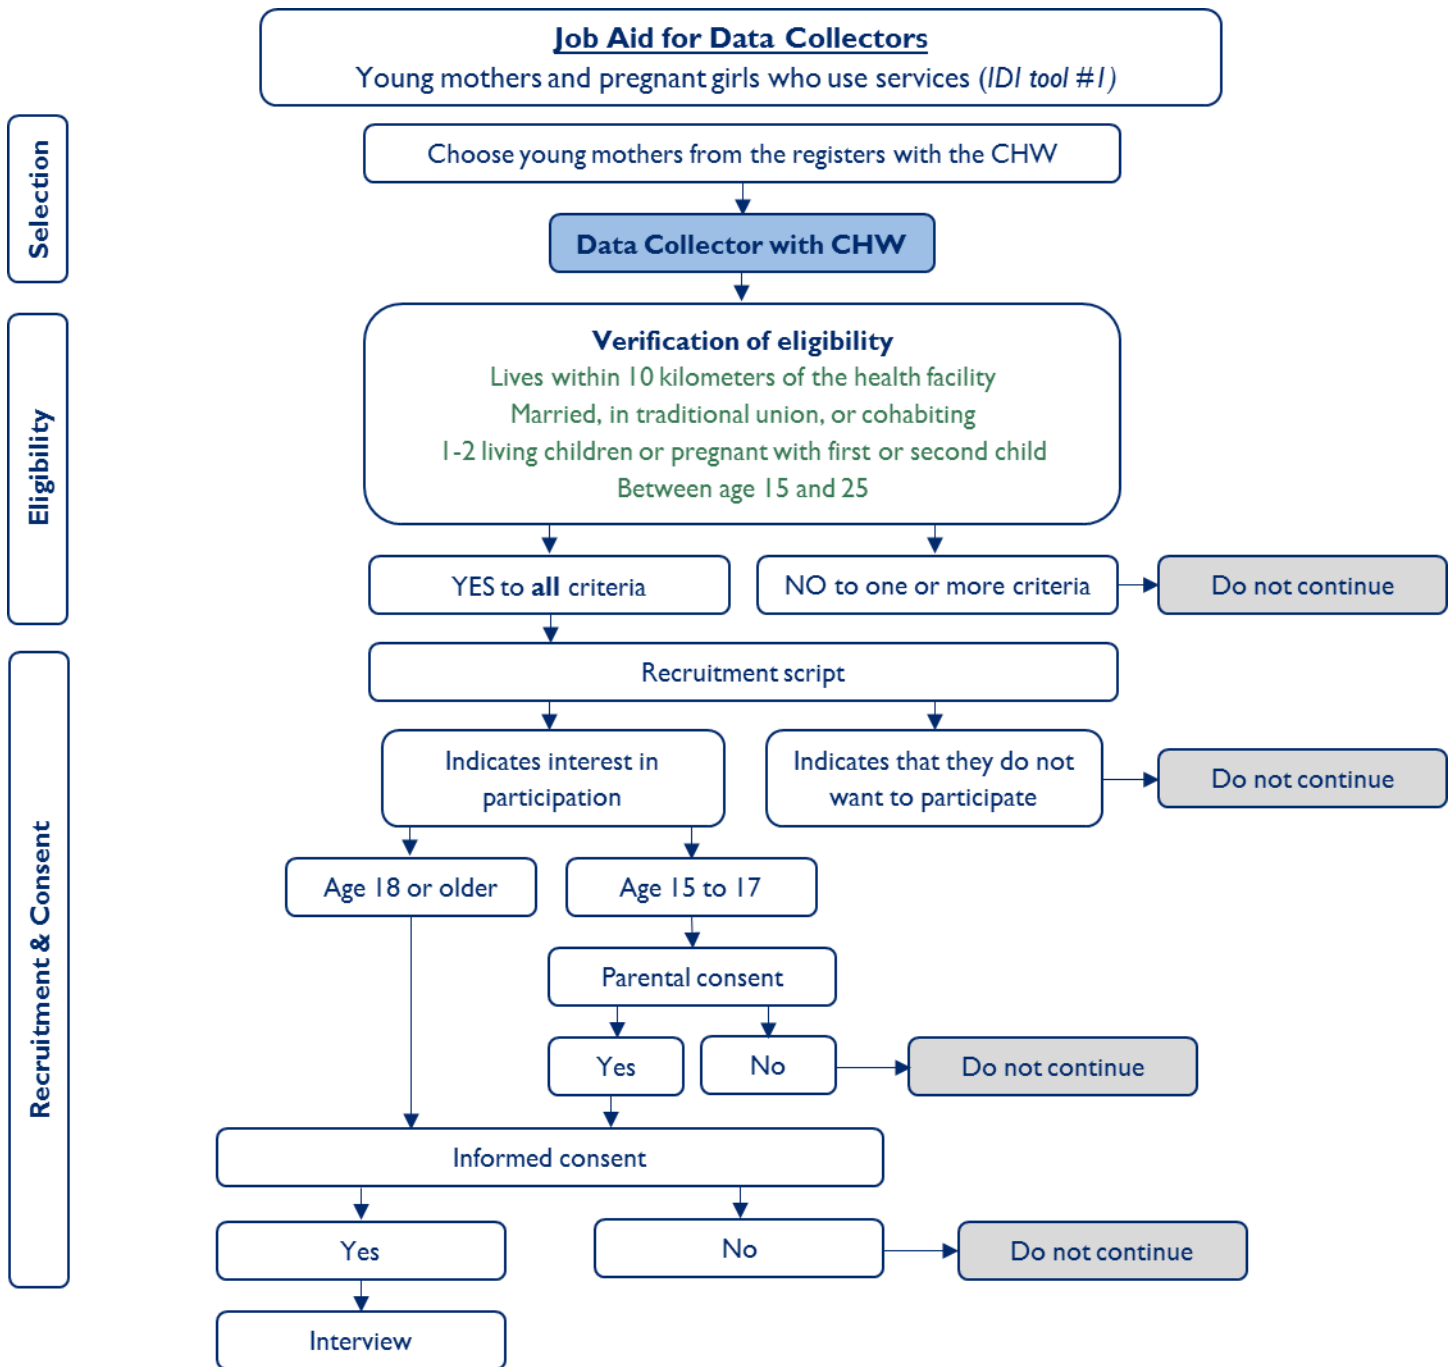 Job Aid for Data Collectors
Young mothers and pregnant girls who use services (IDI tool #1)
Selection
Choose young mothers from the registers with the CHW
Data Collector with CHW
Eligibility
Verification of eligibility
Lives within 10 kilometers of the health facility
Married, in traditional union, or cohabiting
1-2 living children or pregnant with first or second child
Between age 15 and 25
YES to all criteria
NO to one or more criteria
Do not continue
Recruitment & Consent
Recruitment script
Indicates interest in
participation
Indicates that they do not
want to participate
Do not continue
Age 18 or older
Age 15 to 17
Parental consent
Yes
No
Do not continue
Informed consent
Yes
No
Do not continue
Interview